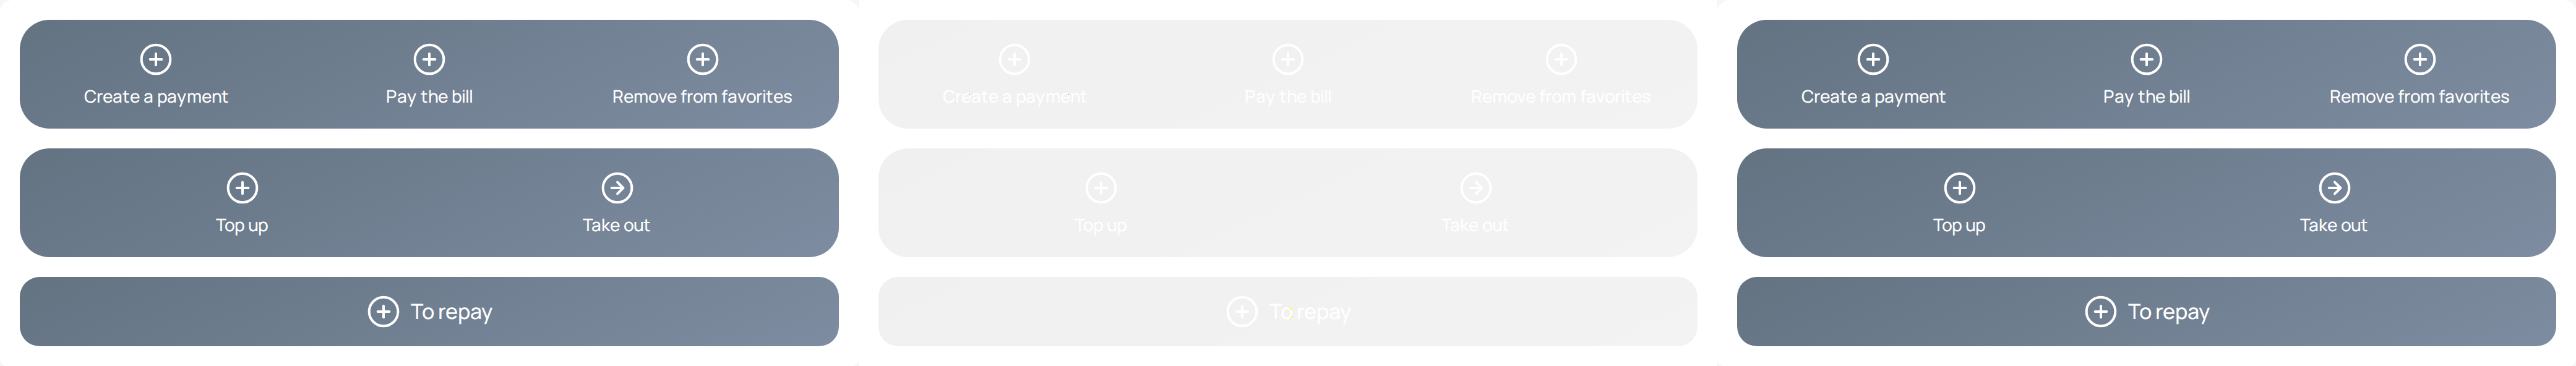 Create a payment Pay the bill Remove from favorites
Top up Take out
To repay
Create a payment Pay the bill Remove from favorites
Top up Take out
To repay
Create a payment Pay the bill Remove from favorites
Top up Take out
To repay